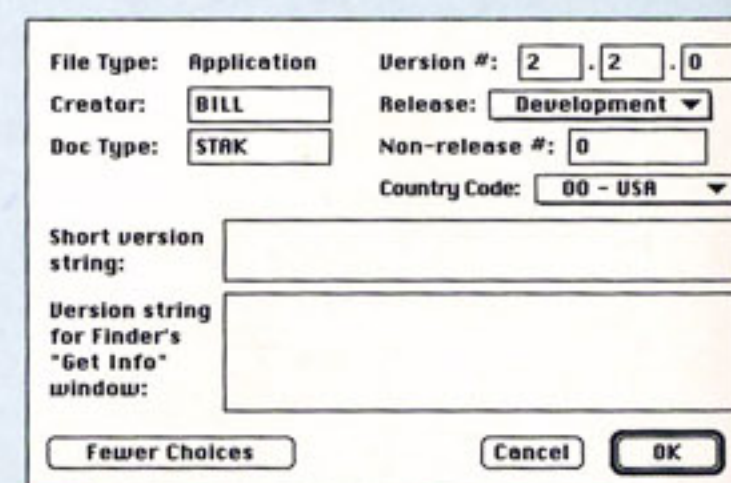 File Type: Application Version #: 2 . 2 . 0
Creator: BILL Release: Development
Doc Type: STAK Non-release #: 0
Country Code: 00 - USA
Short version
string:
Version string
for Finder's
"Get Info"
window:
Fewer Choices Cancel OK